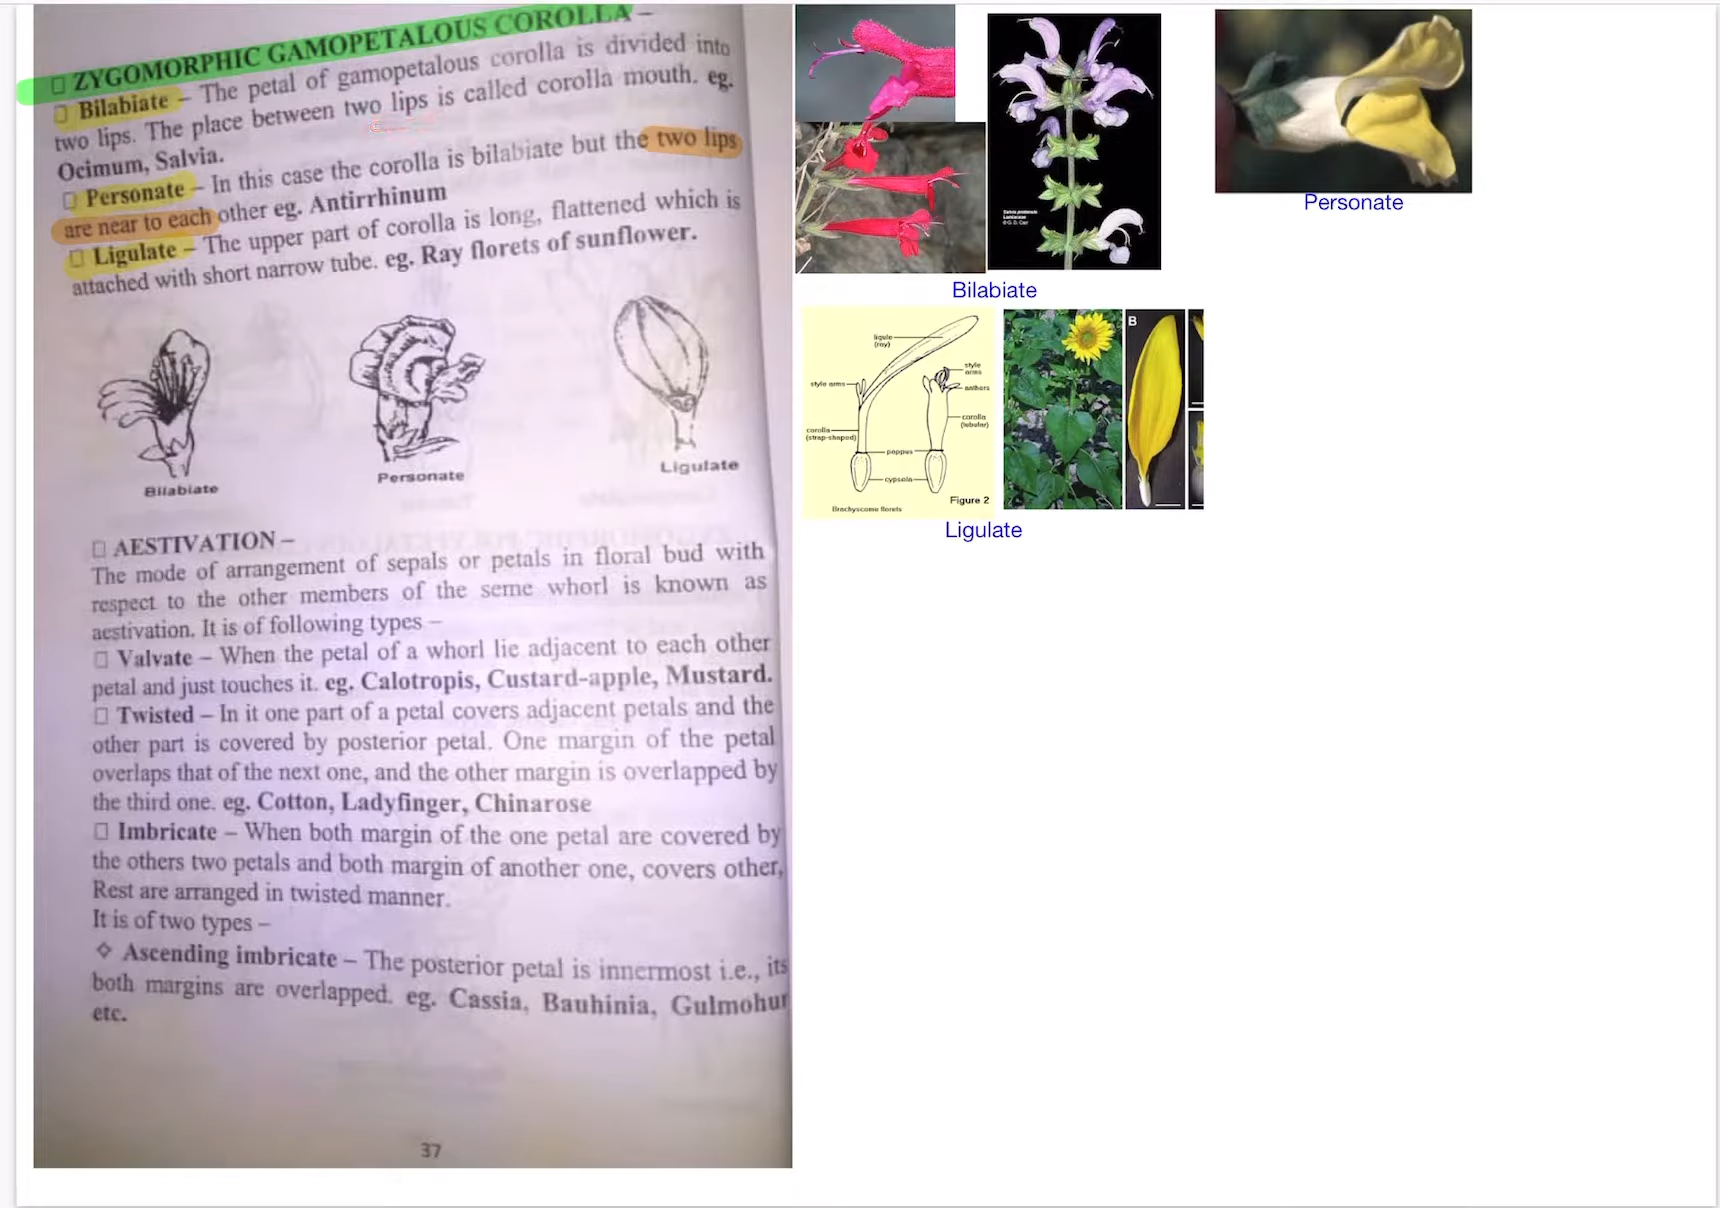 ZYGOMORPHIC GAMOPETALOUS COROLLA –
Bilabiate – The petal of gamopetalous corolla is divided into
two lips. The place between two lips is called corolla mouth. eg.
Ocimum, Salvia.
Personate – In this case the corolla is bilabiate but the two lips
are near to each other eg. Antirrhinum
Ligulate – The upper part of corolla is long, flattened which is
attached with short narrow tube. eg. Ray florets of sunflower.
Bilabiate
Personate
Ligulate
AESTIVATION –
The mode of arrangement of sepals or petals in floral bud with
respect to the other members of the seme whorl is known as
aestivation. It is of following types –
Valvate – When the petal of a whorl lie adjacent to each other
petal and just touches it. eg. Calotropis, Custard-apple, Mustard.
Twisted – In it one part of a petal covers adjacent petals and the
other part is covered by posterior petal. One margin of the petal
overlaps that of the next one, and the other margin is overlapped by
the third one. eg. Cotton, Ladyfinger, Chinarose
Imbricate – When both margin of the one petal are covered by
the others two petals and both margin of another one, covers other,
Rest are arranged in twisted manner.
It is of two types –
❖ Ascending imbricate – The posterior petal is innermost i.e., its
both margins are overlapped. eg. Cassia, Bauhinia, Gulmohur
etc.
37
Bilabiate
Personate
ligule
(ray)
style arms
style
arms
anthers
corolla
(tubular)
corolla
(strap-shaped)
pappus
cypsela
Figure 2
Brachyscome florets
B
Ligulate